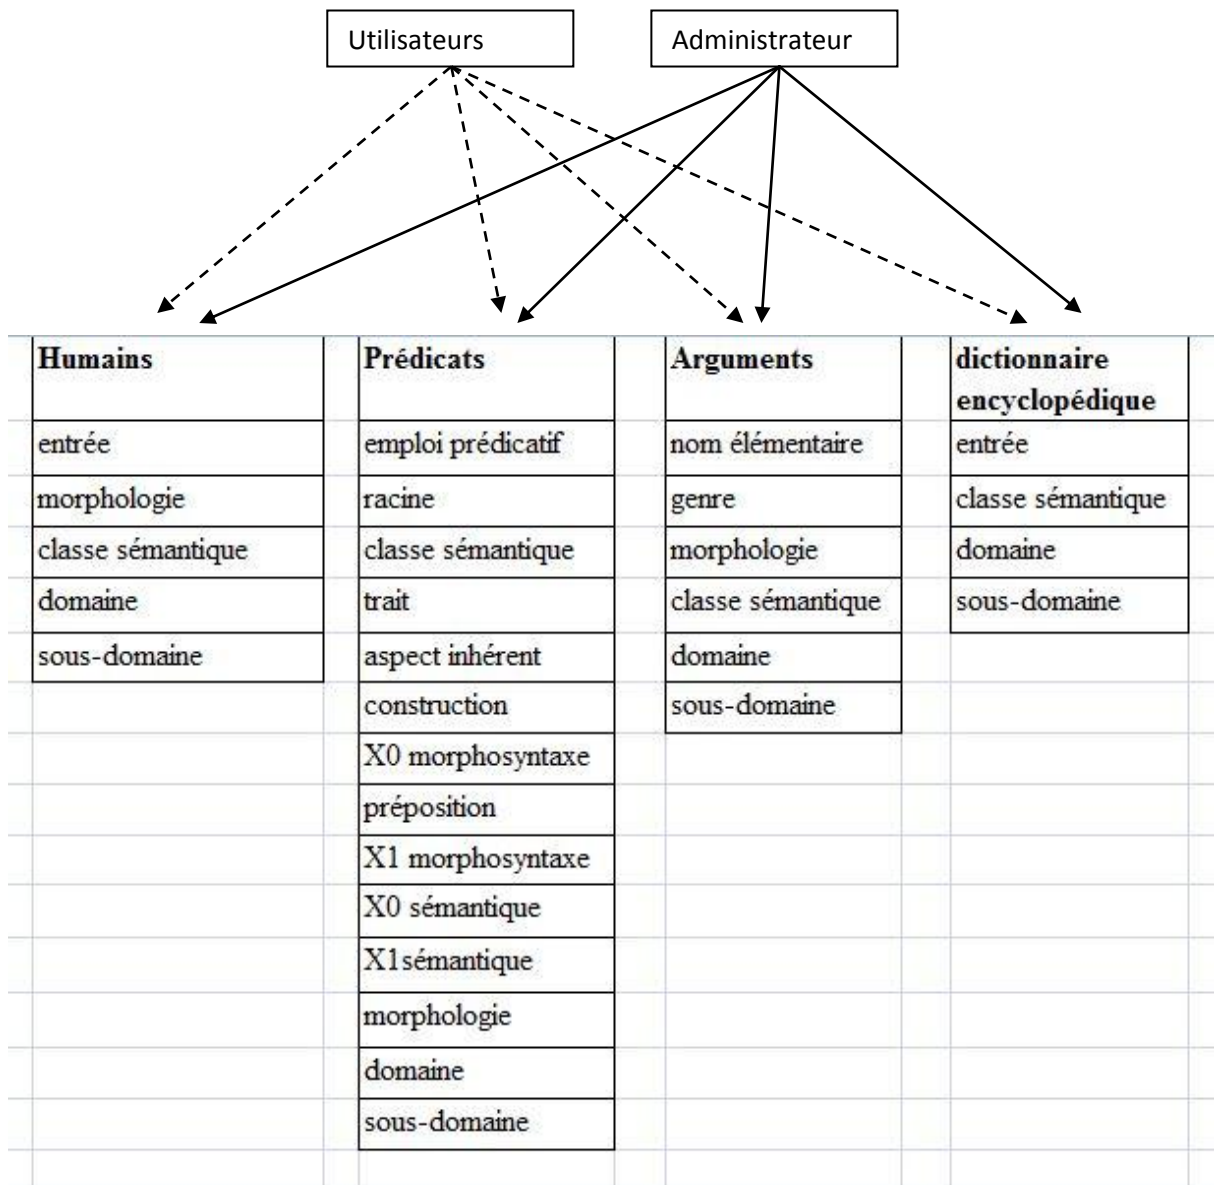 Utilisateurs
Administrateur
Humains
entrée
morphologie
classe sémantique
domaine
sous-domaine
Prédicats
emploi prédicatif
racine
classe sémantique
trait
aspect inhérent
construction
X0 morphosyntaxe
préposition
X1 morphosyntaxe
X0 sémantique
X1sémantique
morphologie
domaine
sous-domaine
Arguments
nom élémentaire
genre
morphologie
classe sémantique
domaine
sous-domaine
dictionnaire
encyclopédique
entrée
classe sémantique
domaine
sous-domaine